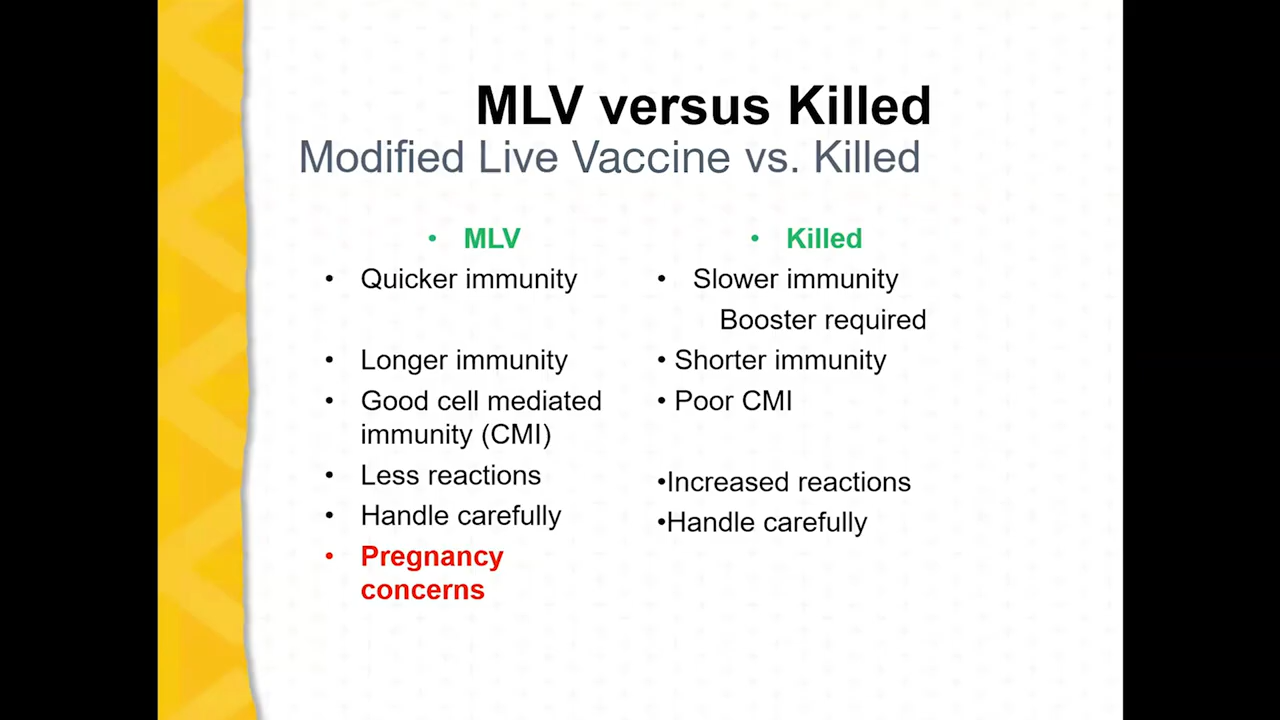 MLV versus Killed
Modified Live Vaccine vs. Killed
• MLV
• Quicker immunity
• Longer immunity
• Good cell mediated
immunity (CMI)
• Less reactions
• Handle carefully
• Pregnancy
concerns
• Killed
• Slower immunity
Booster required
• Shorter immunity
• Poor CMI
•Increased reactions
•Handle carefully